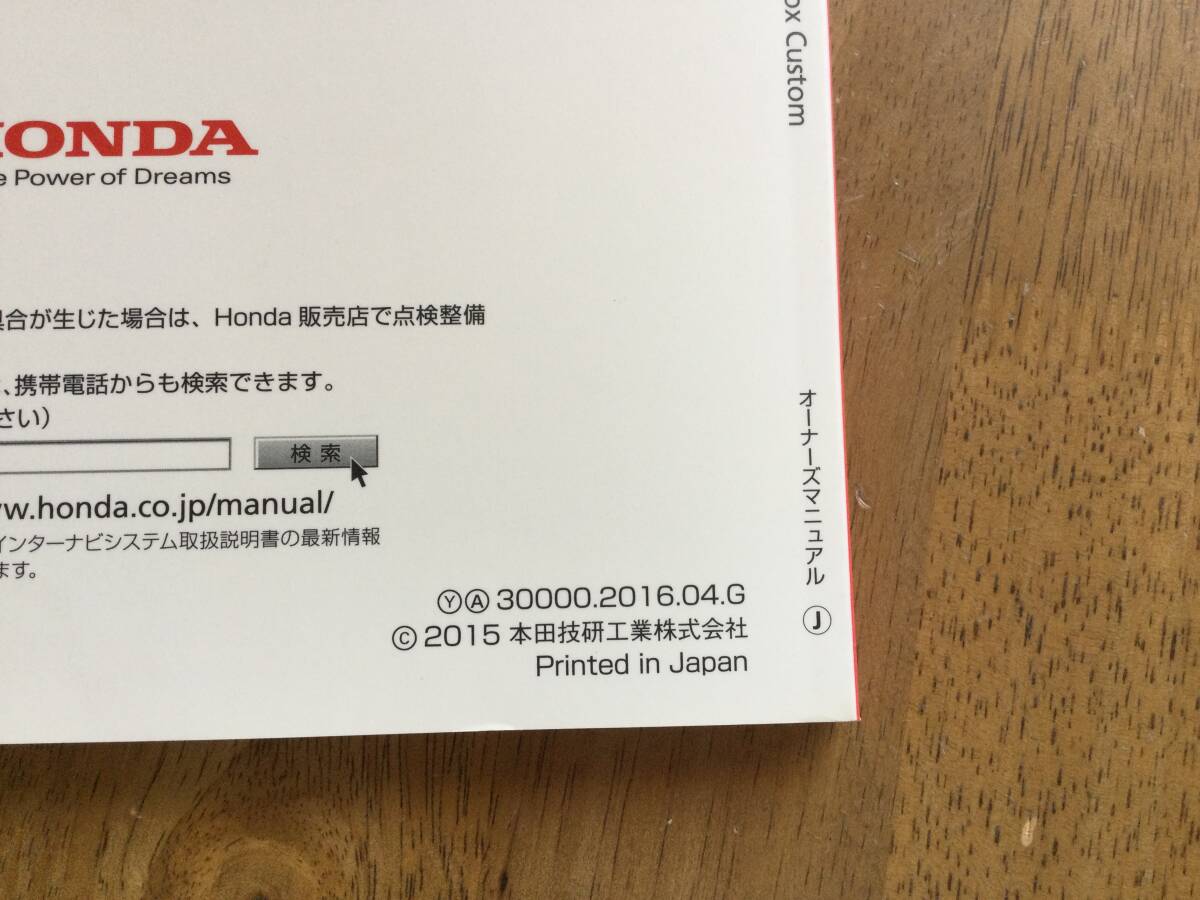 HONDA
Power of Dreams
合が生じた場合は、Honda 販売店で点検整備
、携帯電話からも検索できます。
さい)
検索
w.honda.co.jp/manual/
インターナビシステム取扱説明書の最新情報
ます。
ⓎⒶ 30000.2016.04.G
© 2015 本田技研工業株式会社
Printed in Japan
Custom
オーナーズマニュアル Ⓙ